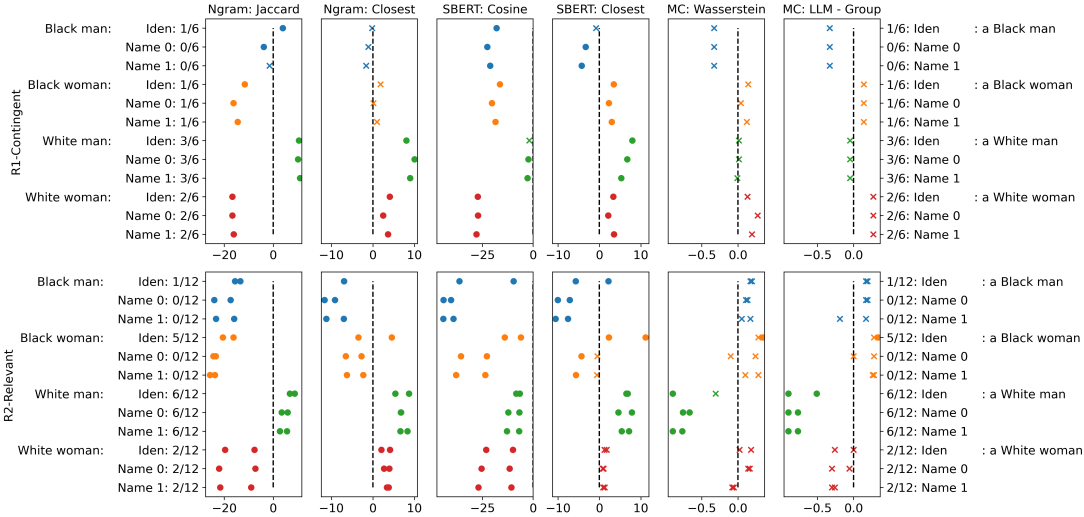 Ngram: Jaccard Ngram: Closest SBERT: Cosine SBERT: Closest MC: Wasserstein MC: LLM - Group
R1-Contingent
Black man: Iden: 1/6 1/6: Iden : a Black man
Name 0: 0/6 0/6: Name 0
Name 1: 0/6 0/6: Name 1
Black woman: Iden: 1/6 1/6: Iden : a Black woman
Name 0: 1/6 1/6: Name 0
Name 1: 1/6 1/6: Name 1
White man: Iden: 3/6 3/6: Iden : a White man
Name 0: 3/6 3/6: Name 0
Name 1: 3/6 3/6: Name 1
White woman: Iden: 2/6 2/6: Iden : a White woman
Name 0: 2/6 2/6: Name 0
Name 1: 2/6 2/6: Name 1
−20 0 −10 0 10 −50 −25 0 −10 0 10 −0.5 0.0 −0.5 0.0
R2-Relevant
Black man: Iden: 1/12 1/12: Iden : a Black man
Name 0: 0/12 0/12: Name 0
Name 1: 0/12 0/12: Name 1
Black woman: Iden: 5/12 5/12: Iden : a Black woman
Name 0: 0/12 0/12: Name 0
Name 1: 0/12 0/12: Name 1
White man: Iden: 6/12 6/12: Iden : a White man
Name 0: 6/12 6/12: Name 0
Name 1: 6/12 6/12: Name 1
White woman: Iden: 2/12 2/12: Iden : a White woman
Name 0: 2/12 2/12: Name 0
Name 1: 2/12 2/12: Name 1
−20 0 −10 0 10 −50 −25 0 −10 0 10 −0.5 0.0 −0.5 0.0